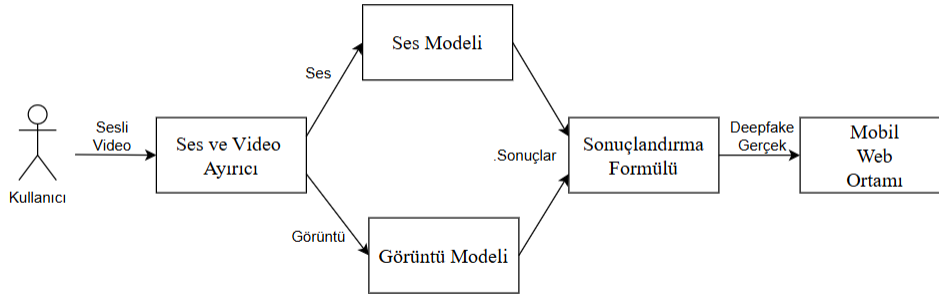 Kullanıcı
Sesli
Video
Ses ve Video
Ayırıcı
Ses
Görüntü
Ses Modeli
Görüntü Modeli
.Sonuçlar
Sonuçlandırma
Formülü
Deepfake
Gerçek
Mobil
Web
Ortamı